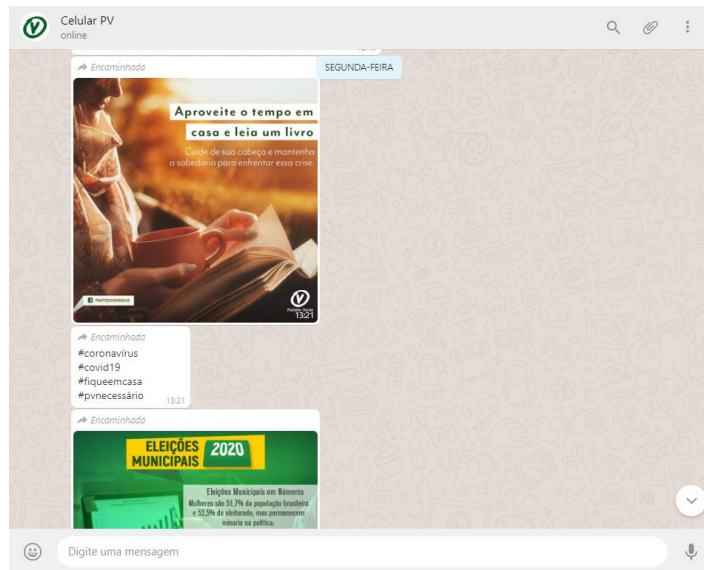 Celular PV
online
Encaminhada
SEGUNDA-FEIRA
Aproveite o tempo em
casa e leia um livro
Cuide de sua cabeça e mantenha
a sabedoria para enfrentar essa crise.
Partido Verde
13:21
Encaminhada
#coronavírus
#covid19
#fiqueemcasa
#pvnecessário
13:21
Encaminhada
ELEIÇÕES
MUNICIPAIS
2020
Eleições Municipais em Números
Mulheres são 51,7% da população brasileira
e 52,5% do eleitorado, mas permanecem
minoria na política.
Digite uma mensagem